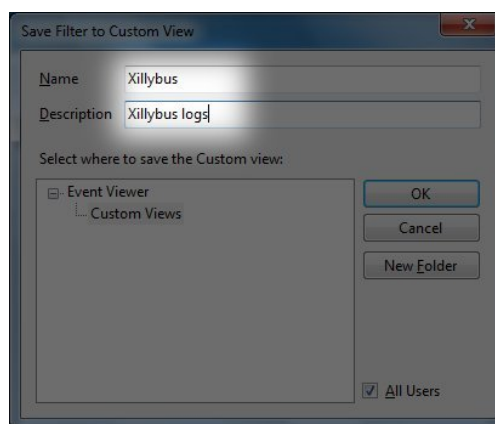 Save Filter to Custom View
Name Xillybus
Description Xillybus logs
Select where to save the Custom view:
Event Viewer
Custom Views
OK
Cancel
New Folder
All Users